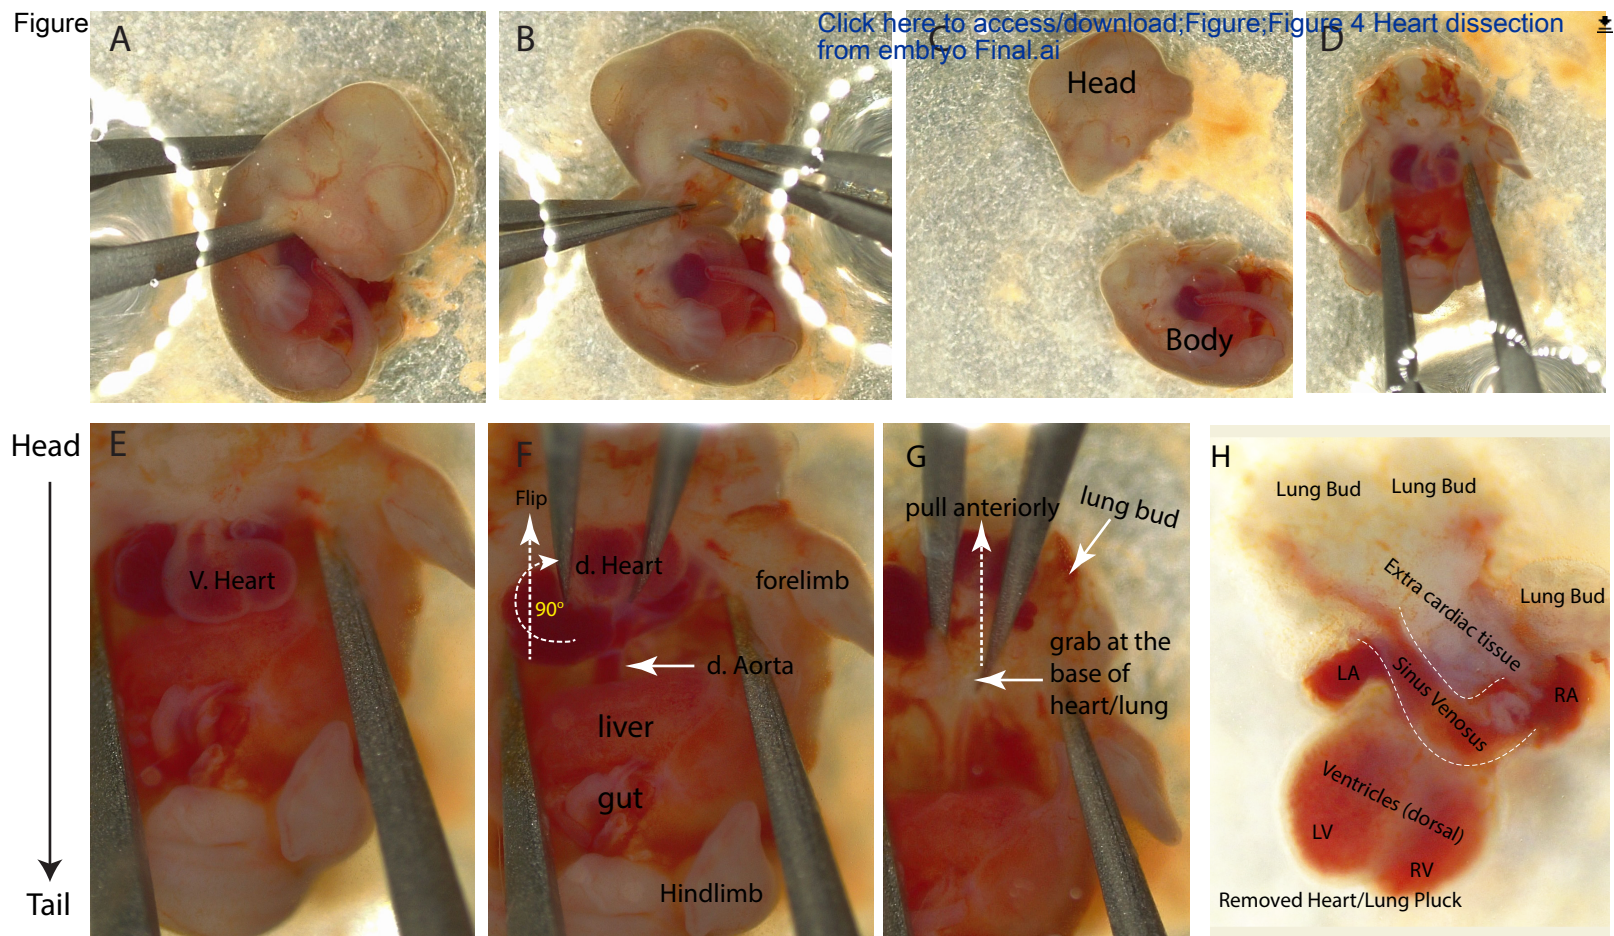 Figure
Click here to access/download;Figure;Figure 4 Heart dissection
from embryo Final.ai
A
B
C
Head
Body
D
Head
Tail
E
V. Heart
F
Flip
d. Heart
90°
forelimb
d. Aorta
liver
gut
Hindlimb
G
pull anteriorly
lung bud
grab at the
base of
heart/lung
H
Lung Bud
Lung Bud
Extra cardiac tissue
Lung Bud
LA
Sinus Venosus
RA
Ventricles (dorsal)
LV
RV
Removed Heart/Lung Pluck